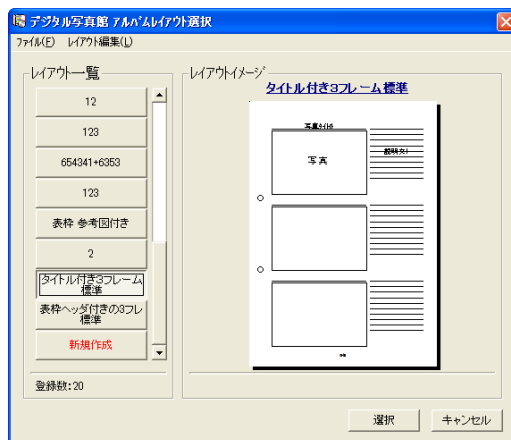 デジタル写真館 アルバムレイアウト選択
ファイル(F) レイアウト編集(L)
レイアウト一覧
12
123
654341+6353
123
表枠 参考図付き
2
タイトル付き3フレーム
標準
表枠ヘッダ付きの3フレ
標準
新規作成
登録数:20
レイアウトイメージ
タイトル付き3フレーム標準
写真タイトル
写真
説明文1
選択 キャンセル